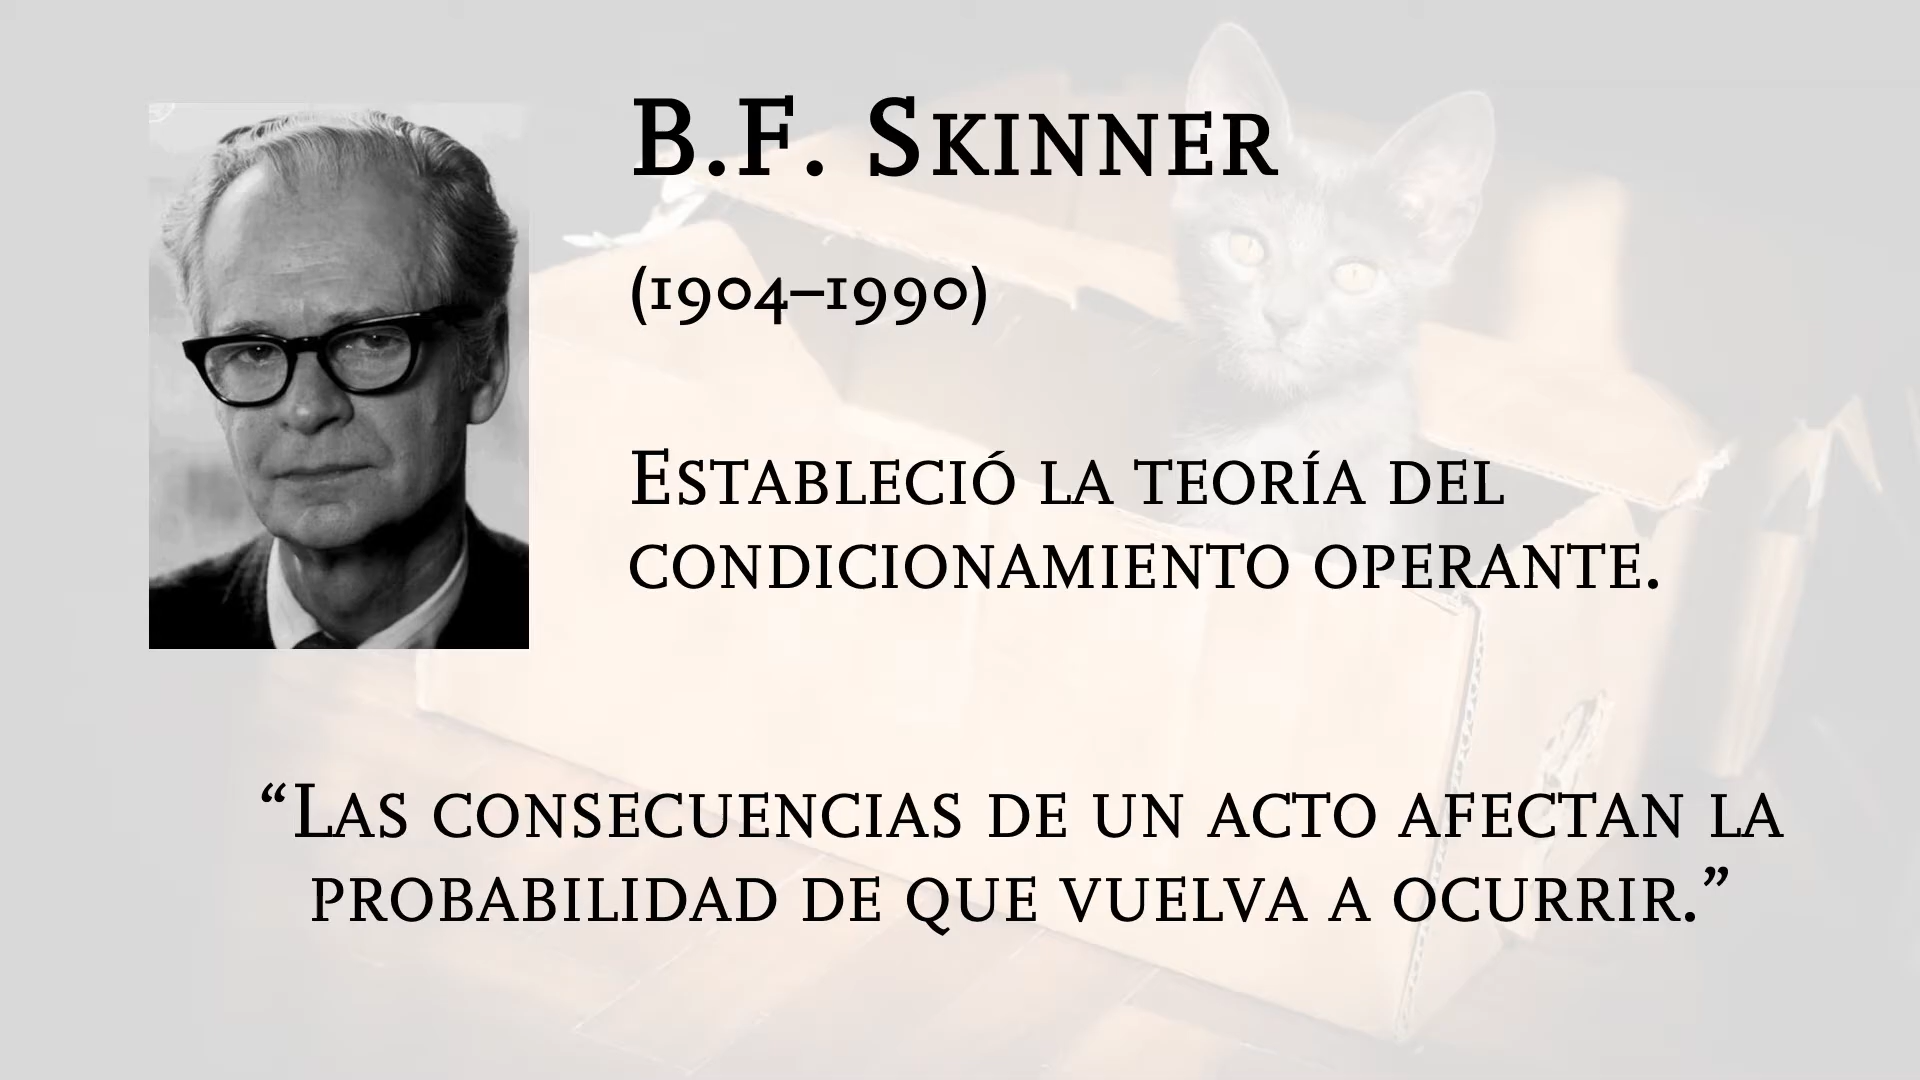 B.F. Skinner
(1904–1990)
Estableció la teoría del
condicionamiento operante.
“Las consecuencias de un acto afectan la
probabilidad de que vuelva a ocurrir.”